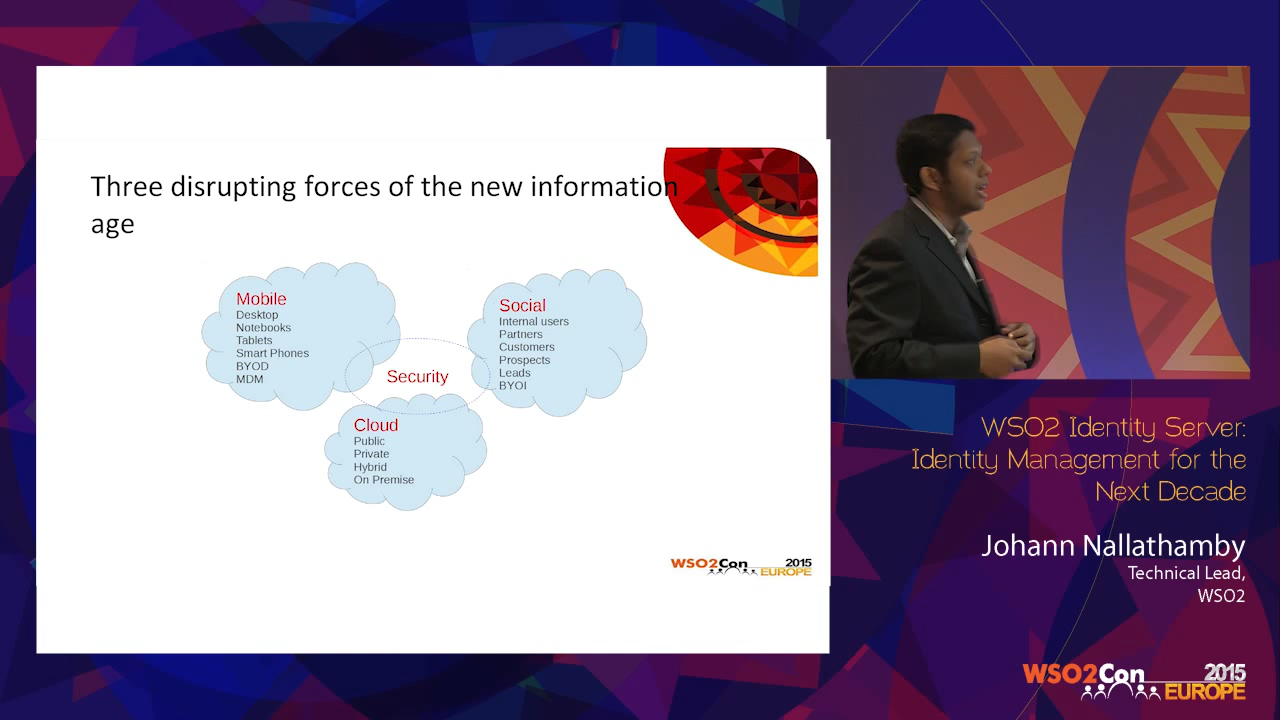 Three disrupting forces of the new information
age
Mobile
Desktop
Notebooks
Tablets
Smart Phones
BYOD
MDM
Social
Internal users
Partners
Customers
Prospects
Leads
BYOI
Security
Cloud
Public
Private
Hybrid
On Premise
WSO2Con 2015
EUROPE
WSO2 Identity Server:
Identity Management for the
Next Decade
Johann Nallathamby
Technical Lead,
WSO2
WSO2Con 2015
EUROPE